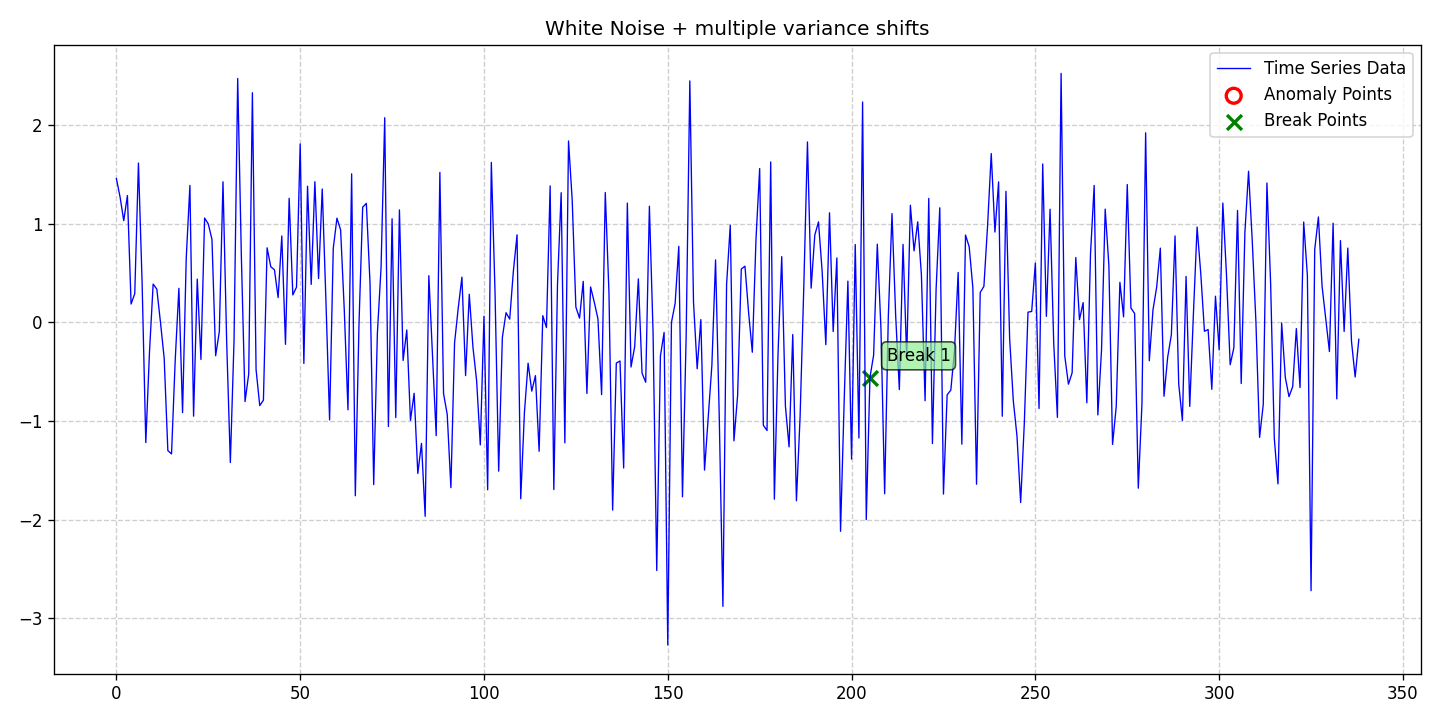 White Noise + multiple variance shifts
Time Series Data
Anomaly Points
Break Points
2
1
0
−1
−2
−3
Break 1
0
50
100
150
200
250
300
350